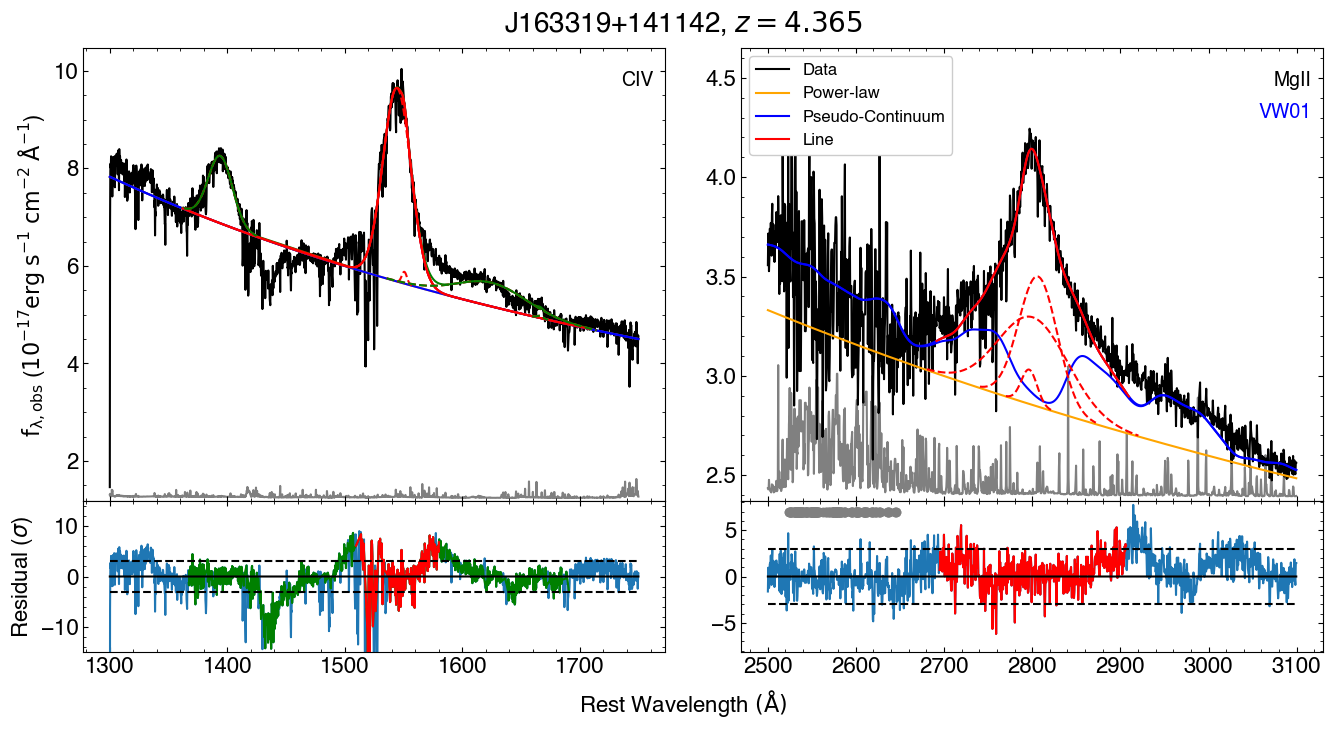 J163319+141142, z = 4.365
f_λ,obs (10⁻¹⁷erg s⁻¹ cm⁻² Å⁻¹)
10
8
6
4
2
CIV
4.5
4.0
3.5
3.0
2.5
Data
Power-law
Pseudo-Continuum
Line
MgII
VW01
Residual (σ)
10
0
−10
1300 1400 1500 1600 1700
5
0
−5
2500 2600 2700 2800 2900 3000 3100
Rest Wavelength (Å)